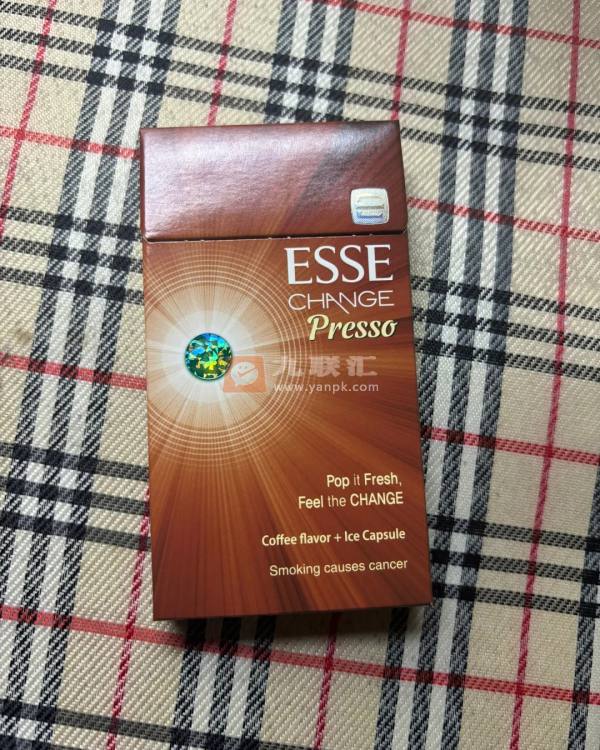 ESSE
CHANGE
Presso
九联汇
www.yanpk.com
Pop it Fresh,
Feel the CHANGE
Coffee flavor + Ice Capsule
Smoking causes cancer